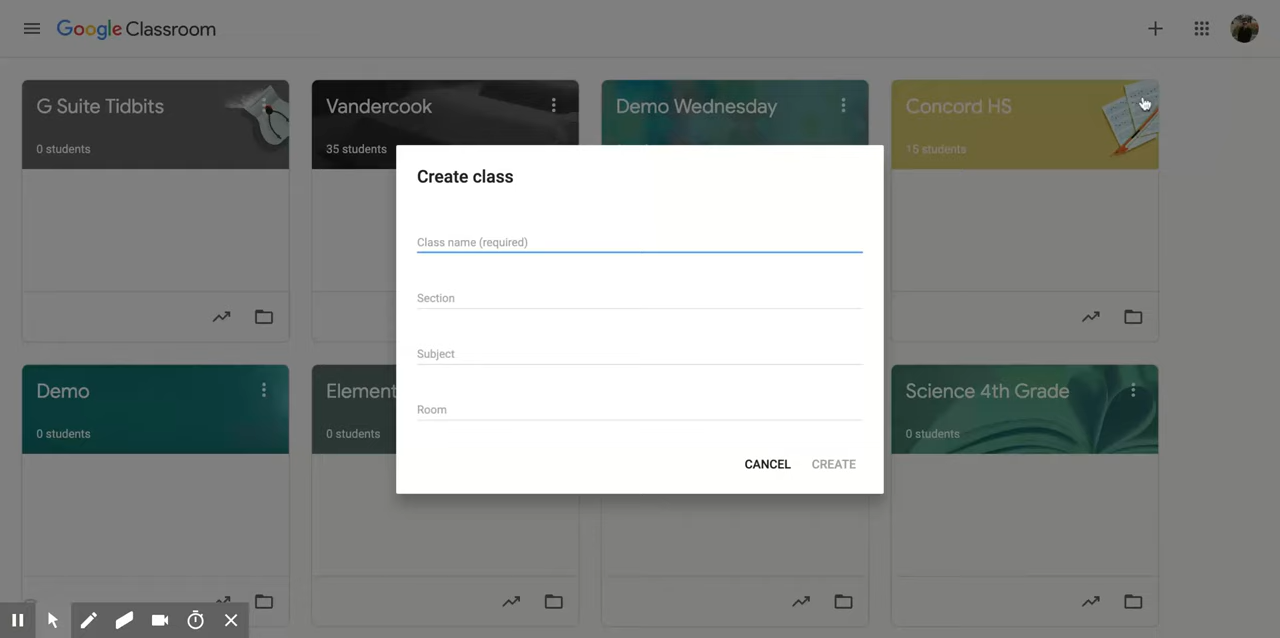 Google Classroom
G Suite Tidbits
0 students
Vandercook
35 students
Demo Wednesday
Concord HS
15 students
Create class
Class name (required)
Section
Subject
Room
CANCEL CREATE
Demo
0 students
Element
0 students
Science 4th Grade
0 students